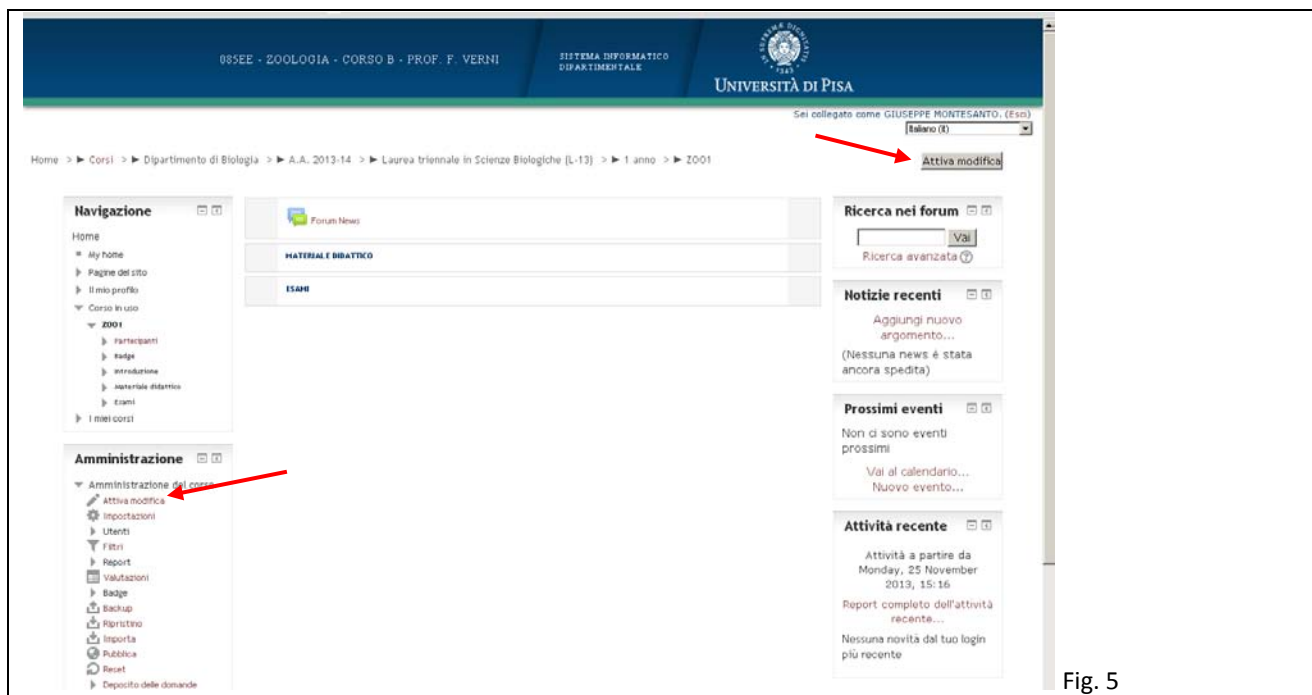 085EE - ZOOLOGIA - CORSO B - PROF. F. VERNI
SISTEMA INFORMATICO
DIPARTIMENTALE
IN SUPREMÆ DIGNITATIS
1343
UNIVERSITÀ DI PISA
Sei collegato come GIUSEPPE MONTESANTO. (Esci)
Italiano (it)
Home > ► Corsi > ► Dipartimento di Biologia > ► A.A. 2013-14 > ► Laurea triennale in Scienze Biologiche (L-13) > ► 1 anno > ► ZOO1
Attiva modifica
Navigazione
Home
My home
Pagine del sito
Il mio profilo
Corso in uso
ZOO1
Partecipanti
Badge
Introduzione
Materiale didattico
Esami
I miei corsi
Amministrazione
Amministrazione del corso
Attiva modifica
Impostazioni
Utenti
Filtri
Report
Valutazioni
Badge
Backup
Ripristino
Importa
Pubblica
Reset
Deposito delle domande
Forum News
MATERIALE DIDATTICO
ESAMI
Ricerca nei forum
Vai
Ricerca avanzata
Notizie recenti
Aggiungi nuovo
argomento...
(Nessuna news è stata
ancora spedita)
Prossimi eventi
Non ci sono eventi
prossimi
Vai al calendario...
Nuovo evento...
Attività recente
Attività a partire da
Monday, 25 November
2013, 15:16
Report completo dell'attività
recente...
Nessuna novità dal tuo login
più recente
Fig. 5